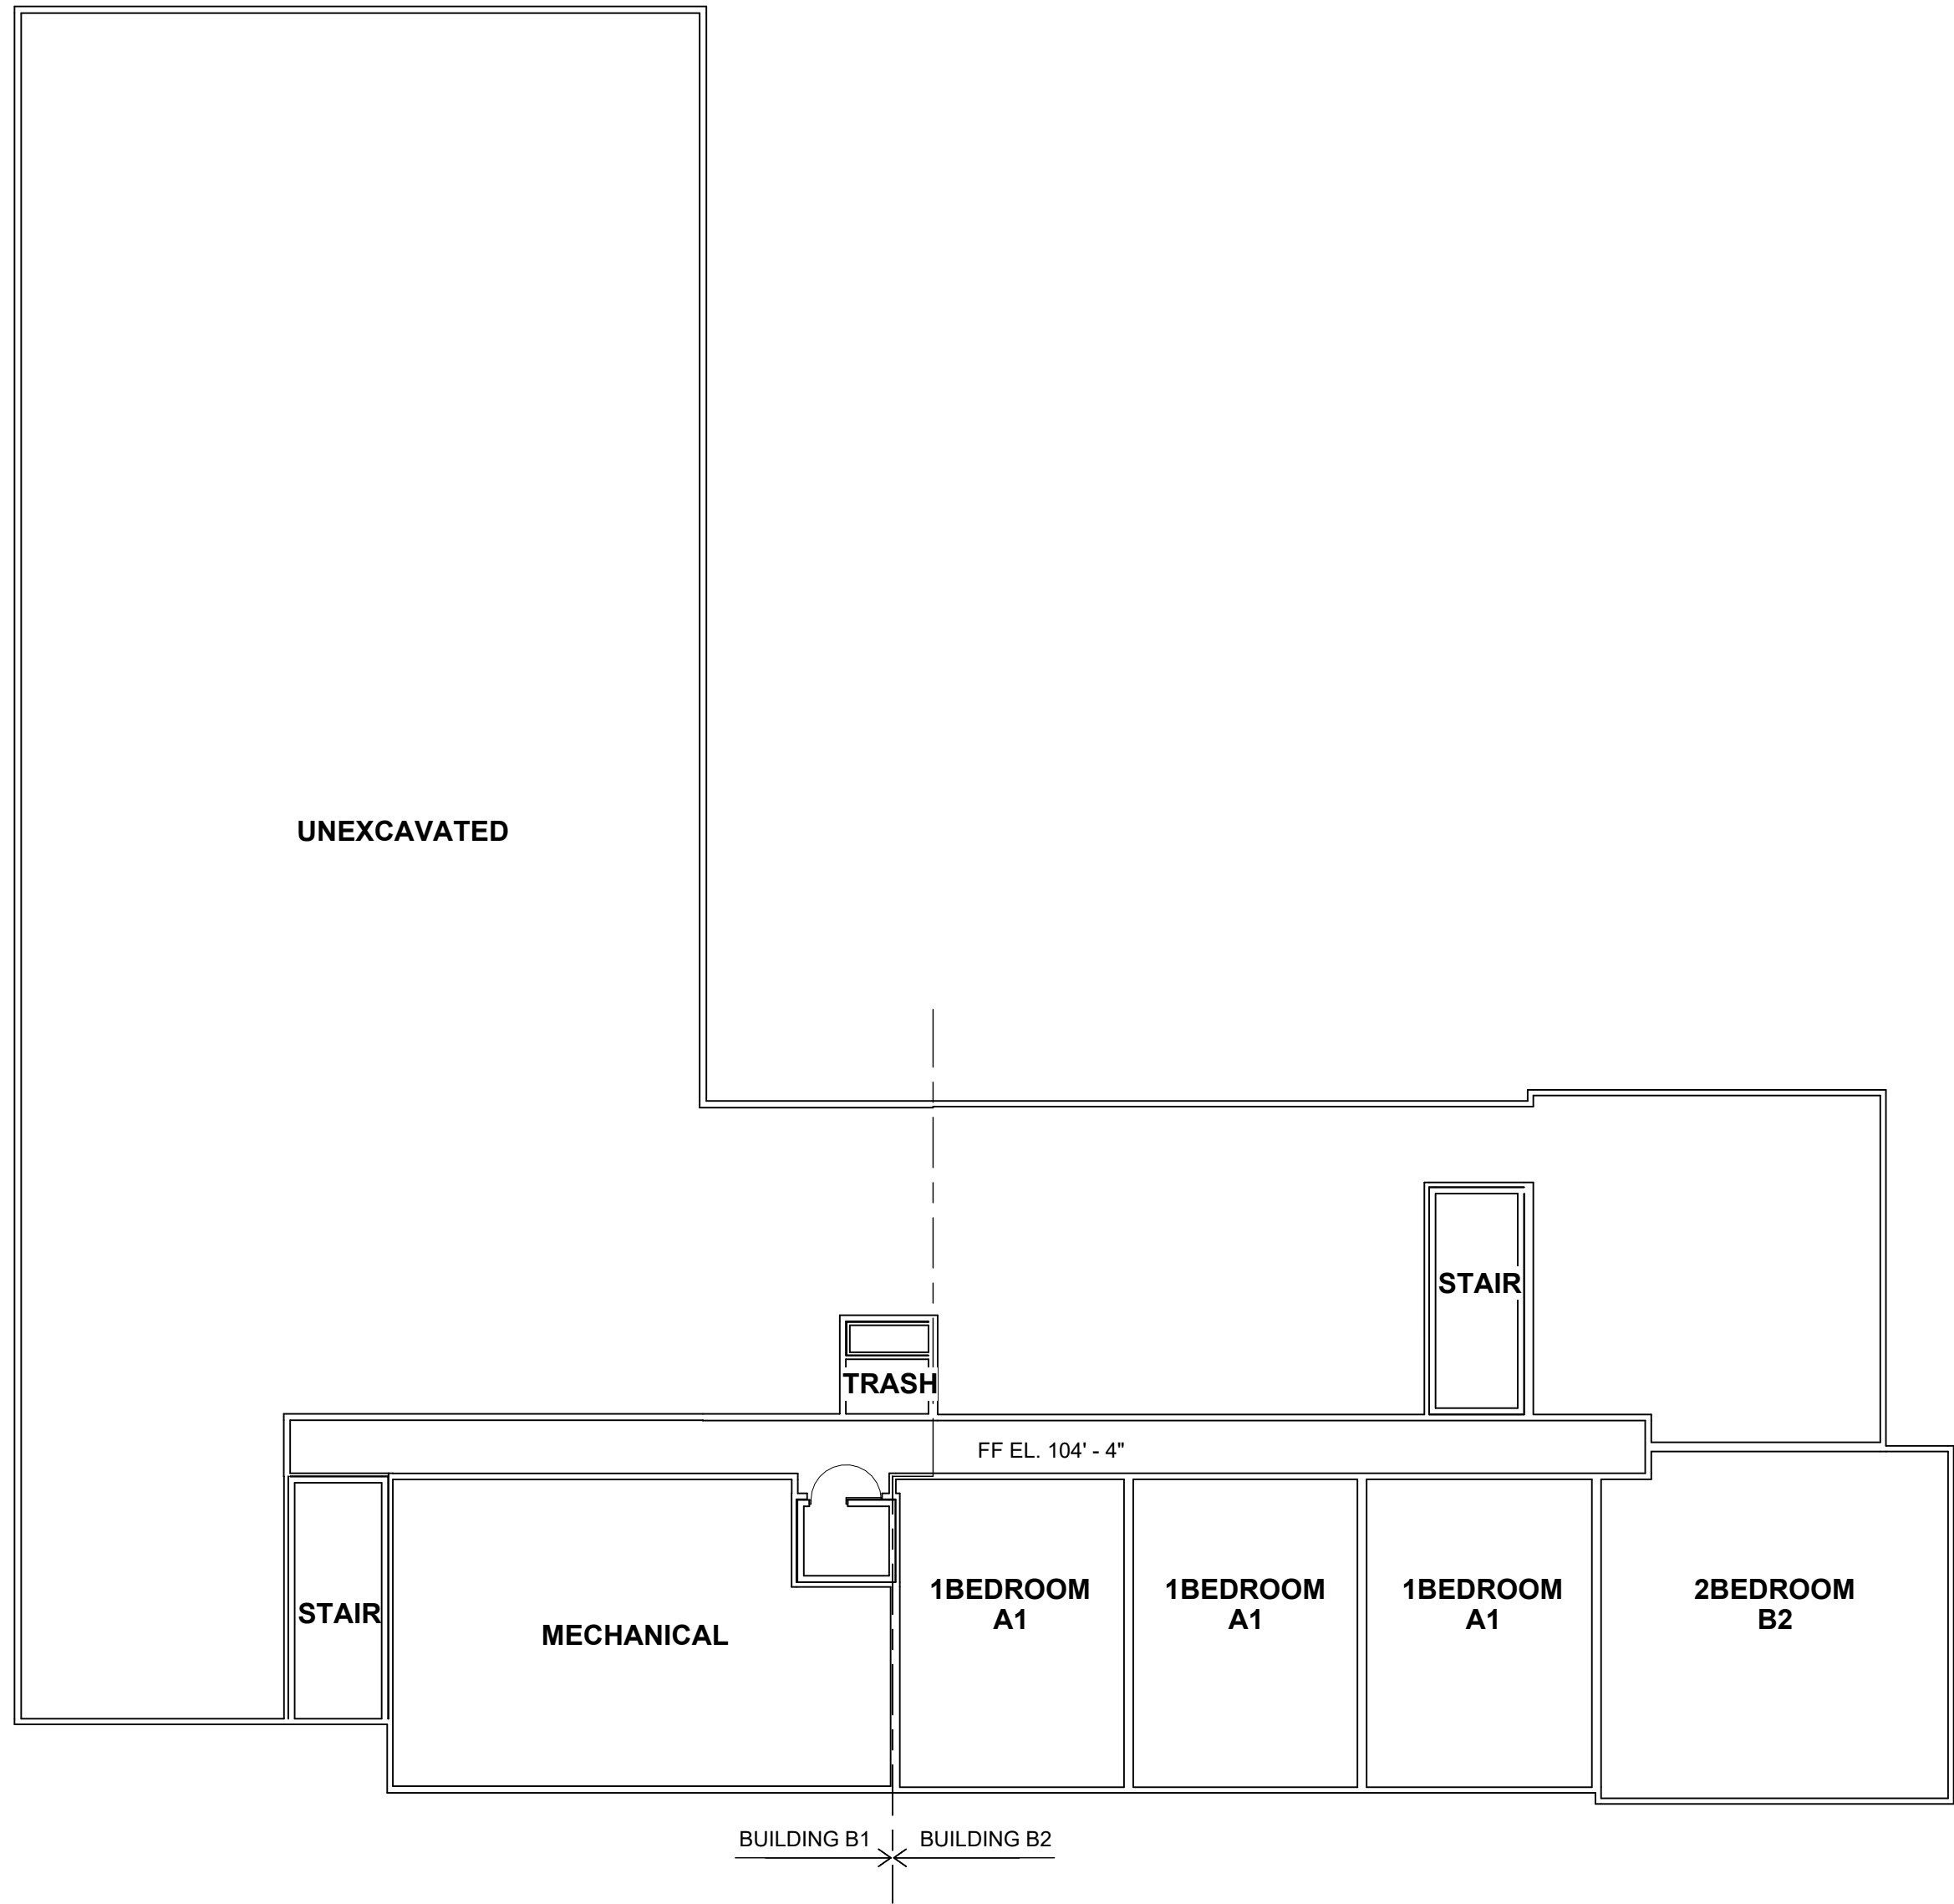 UNEXCAVATED
STAIR
TRASH
FF EL. 104' - 4"
1BEDROOM
A1
1BEDROOM
A1
1BEDROOM
A1
2BEDROOM
B2
STAIR
MECHANICAL
BUILDING B1
BUILDING B2